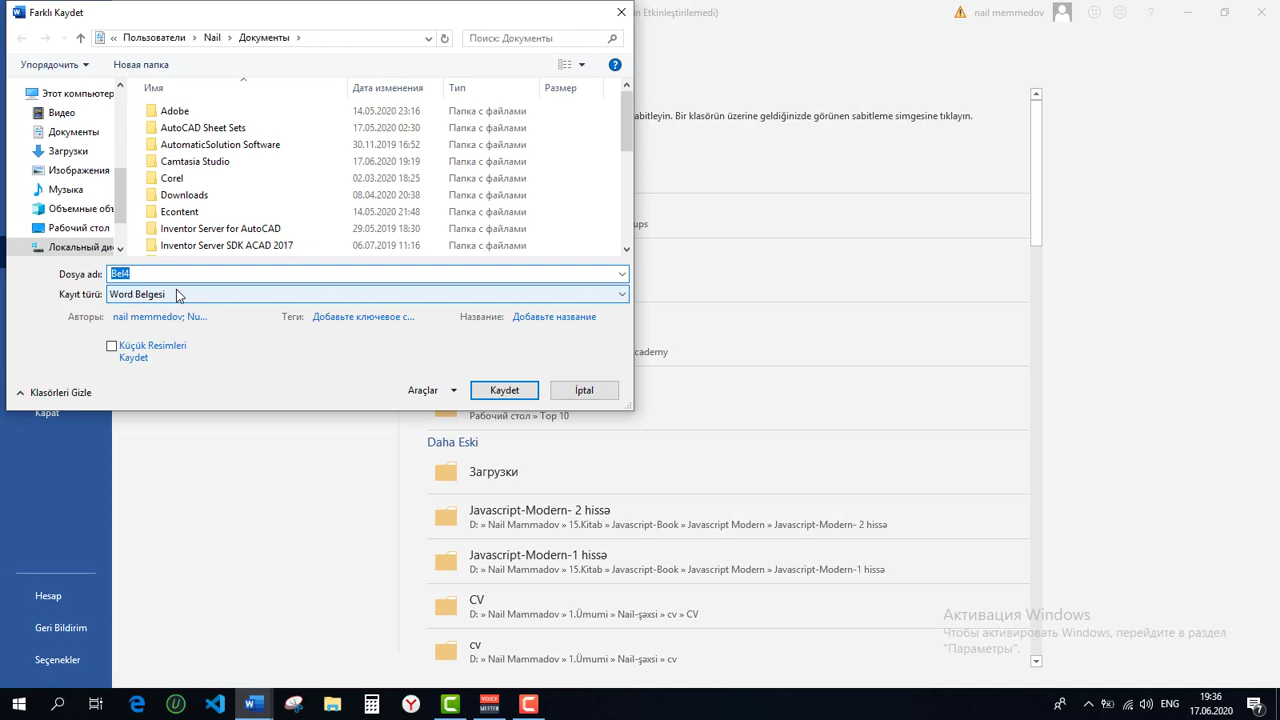 Farklı Kaydet
ün Etkinleştirilemedi)
nail memmedov
« Пользователи › Nail › Документы ›
Поиск: Документы
Упорядочить
Новая папка
Имя
Дата изменения
Тип
Размер
Этот компьютер
Видео
Документы
Загрузки
Изображения
Музыка
Объемные объ
Рабочий стол
Локальный дис
Adobe 14.05.2020 23:16 Папка с файлами
AutoCAD Sheet Sets 17.05.2020 02:30 Папка с файлами
AutomaticSolution Software 30.11.2019 16:52 Папка с файлами
Camtasia Studio 17.06.2020 19:19 Папка с файлами
Corel 02.03.2020 18:25 Папка с файлами
Downloads 08.04.2020 20:38 Папка с файлами
Econtent 14.05.2020 21:48 Папка с файлами
Inventor Server for AutoCAD 29.05.2019 18:30 Папка с файлами
Inventor Server SDK ACAD 2017 06.07.2019 11:16 Папка с файлами
Dosya adı: Bel4
Kayıt türü: Word Belgesi
Авторы: nail memmedov; Nu...
Теги: Добавьте ключевое с...
Название: Добавьте название
Küçük Resimleri
Kaydet
Klasörleri Gizle
Araçlar
Kaydet
İptal
sabitleyin. Bir klasörün üzerine geldiğinizde görünen sabitleme simgesine tıklayın.
ups
cademy
Рабочий стол » Top 10
Daha Eski
Загрузки
Javascript-Modern- 2 hissə
D: » Nail Mammadov » 15.Kitab » Javascript-Book » Javascript Modern » Javascript-Modern- 2 hissə
Javascript-Modern-1 hissə
D: » Nail Mammadov » 15.Kitab » Javascript-Book » Javascript Modern » Javascript-Modern-1 hissə
CV
D: » Nail Mammadov » 1.Ümumi » Nail-şəxsi » cv » CV
cv
D: » Nail Mammadov » 1.Ümumi » Nail-şəxsi » cv
Kapat
Hesap
Geri Bildirim
Seçenekler
Активация Windows
Чтобы активировать Windows, перейдите в раздел
"Параметры".
VOICE
MEETER
ENG
19:36
17.06.2020
7